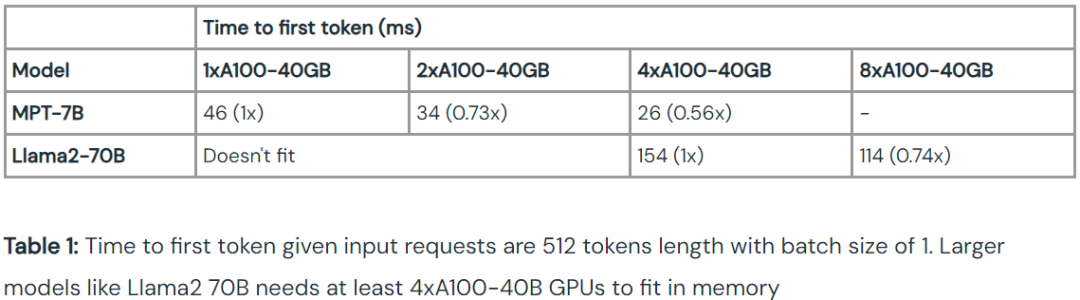 Time to first token (ms)
Model 1xA100-40GB 2xA100-40GB 4xA100-40GB 8xA100-40GB
MPT-7B 46 (1x) 34 (0.73x) 26 (0.56x) -
Llama2-70B Doesn't fit 154 (1x) 114 (0.74x)
Table 1: Time to first token given input requests are 512 tokens length with batch size of 1. Larger
models like Llama2 70B needs at least 4xA100-40B GPUs to fit in memory